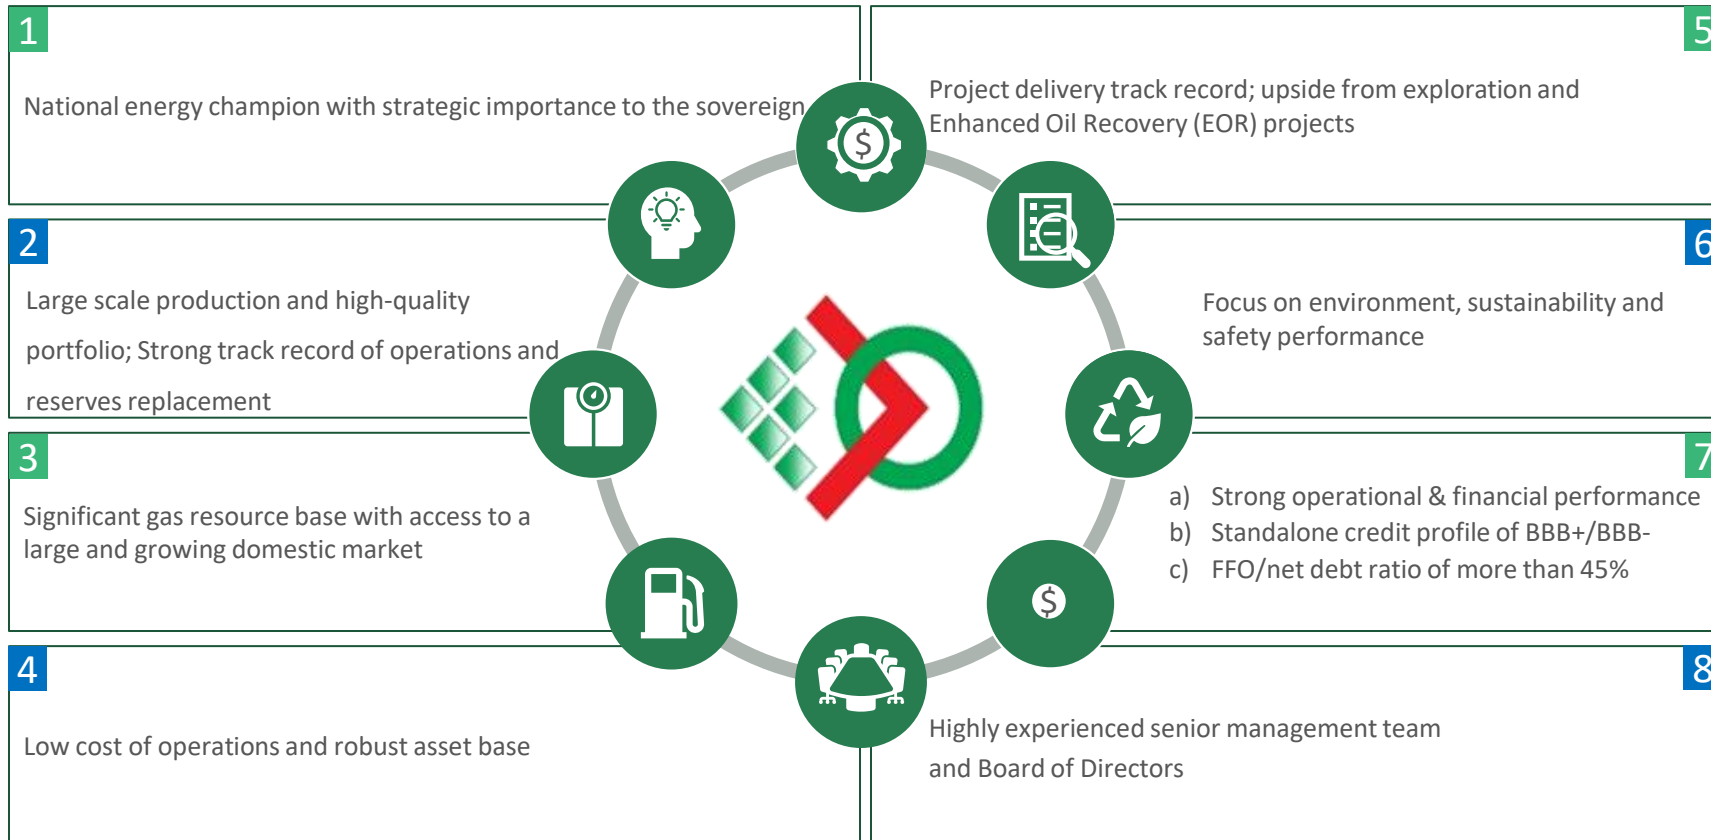 1
National energy champion with strategic importance to the sovereign
2
Large scale production and high-quality
portfolio; Strong track record of operations and
reserves replacement
3
Significant gas resource base with access to a
large and growing domestic market
4
Low cost of operations and robust asset base
5
Project delivery track record; upside from exploration and
Enhanced Oil Recovery (EOR) projects
6
Focus on environment, sustainability and
safety performance
7
a) Strong operational & financial performance
b) Standalone credit profile of BBB+/BBB-
c) FFO/net debt ratio of more than 45%
8
Highly experienced senior management team
and Board of Directors
$
$